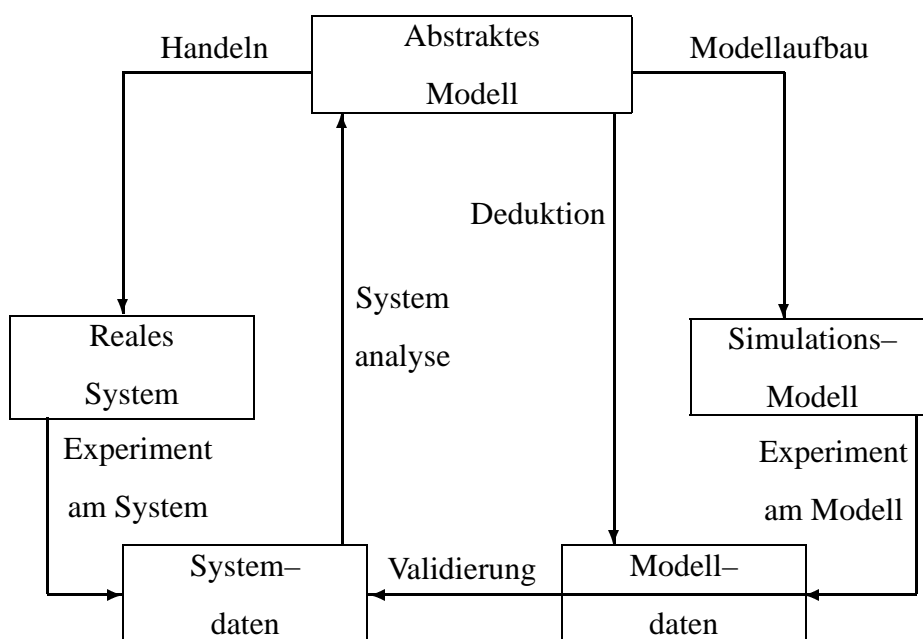 Handeln
Abstraktes
Modell
Modellaufbau
Deduktion
System
analyse
Reales
System
Simulations–
Modell
Experiment
am System
Experiment
am Modell
System–
daten
Validierung
Modell–
daten